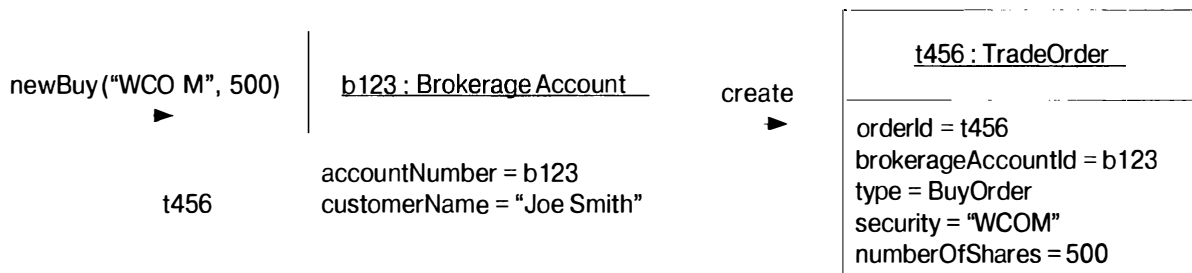 newBuy("WCO M", 500)
t456
b123 : Brokerage Account
accountNumber = b123
customerName = "Joe Smith"
create
t456 : TradeOrder
orderId = t456
brokerageAccountId = b123
type = BuyOrder
security = "WCOM"
numberOfShares = 500